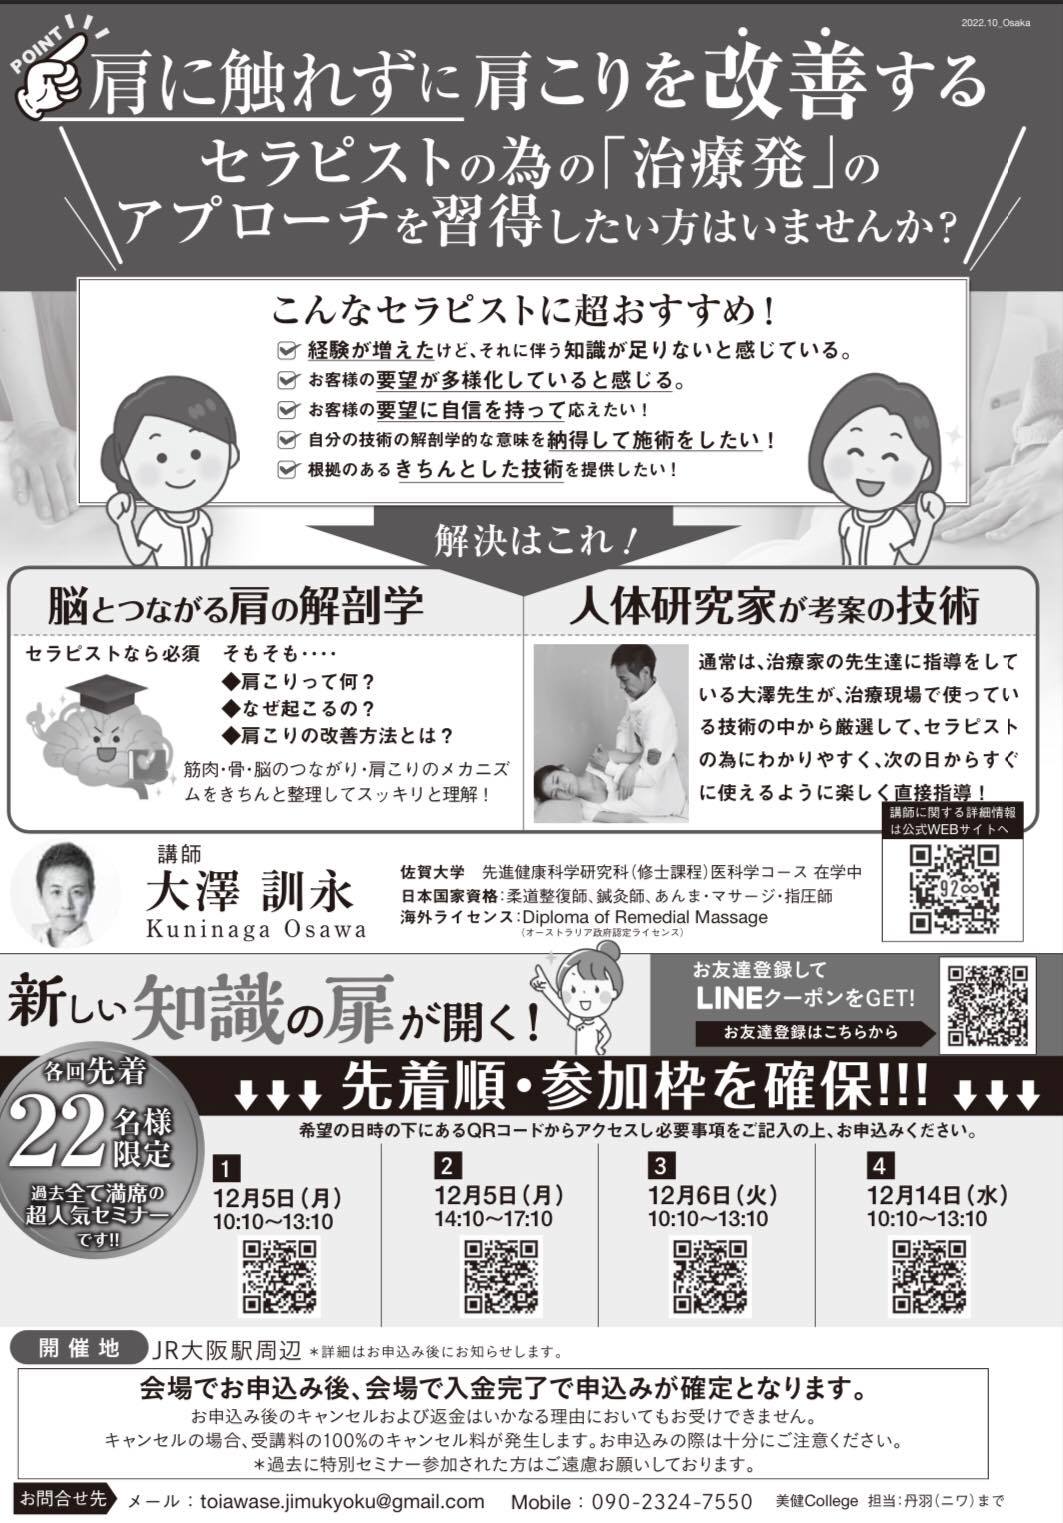 2022.10_Osaka
POINT
肩に触れずに肩こりを改善する
セラピストの為の「治療発」の
アプローチを習得したい方はいませんか?
こんなセラピストに超おすすめ!
経験が増えたけど、それに伴う知識が足りないと感じている。
お客様の要望が多様化していると感じる。
お客様の要望に自信を持って応えたい!
自分の技術の解剖学的な意味を納得して施術をしたい!
根拠のあるきちんとした技術を提供したい!
解決はこれ!
脳とつながる肩の解剖学
セラピストなら必須
そもそも‥‥
◆肩こりって何?
◆なぜ起こるの?
◆肩こりの改善方法とは?
筋肉・骨・脳のつながり・肩こりのメカニズ
ムをきちんと整理してスッキリと理解!
人体研究家が考案の技術
通常は、治療家の先生達に指導をして
いる大澤先生が、治療現場で使ってい
る技術の中から厳選して、セラピスト
の為にわかりやすく、次の日からすぐ
に使えるように楽しく直接指導!
講師に関する詳細情報
は公式WEBサイトへ
92∞
講師
大澤 訓永
Kuninaga Osawa
佐賀大学 先進健康科学研究科(修士課程)医科学コース 在学中
日本国家資格:柔道整復師、鍼灸師、あんま・マサージ・指圧師
海外ライセンス:Diploma of Remedial Massage
(オーストラリア政府認定ライセンス)
新しい知識の扉が開く!
お友達登録して
LINEクーポンをGET!
お友達登録はこちらから
各回先着
22名様限定
過去全て満席の
超人気セミナー
です!!
↓↓↓先着順・参加枠を確保!!!↓↓↓
希望の日時の下にあるQRコードからアクセスし必要事項をご記入の上、お申込みください。
1
12月5日(月)
10:10〜13:10
2
12月5日(月)
14:10〜17:10
3
12月6日(火)
10:10〜13:10
4
12月14日(水)
10:10〜13:10
開催地 JR大阪駅周辺 *詳細はお申込み後にお知らせします。
会場でお申込み後、会場で入金完了で申込みが確定となります。
お申込み後のキャンセルおよび返金はいかなる理由においてもお受けできません。
キャンセルの場合、受講料の100%のキャンセル料が発生します。お申込みの際は十分にご注意ください。
*過去に特別セミナー参加された方はご遠慮お願いしております。
お問合せ先 メール:toiawase.jimukyoku@gmail.com Mobile:090-2324-7550 美健College 担当:丹羽(ニワ)まで